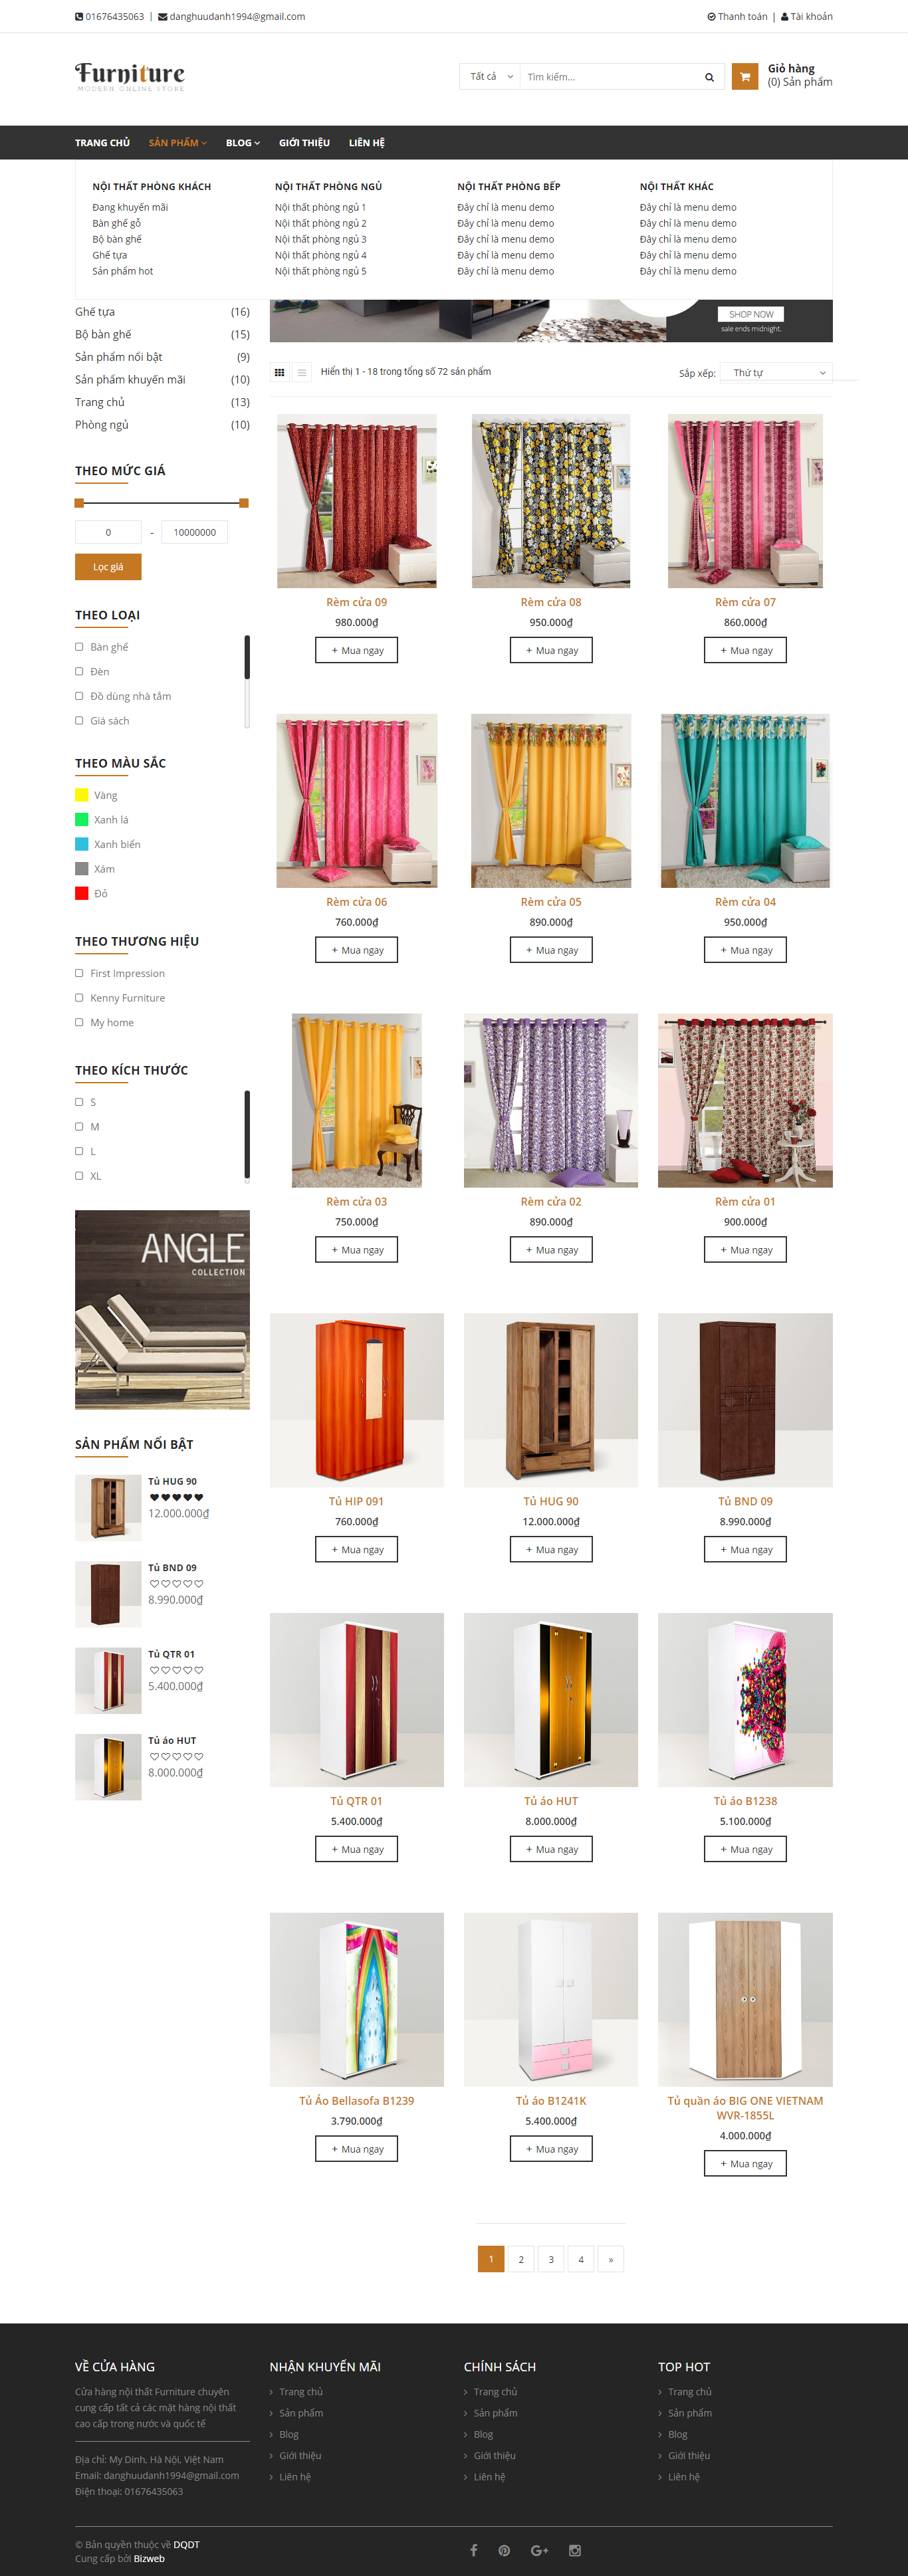 01676435063 | danghuudanh1994@gmail.com
Thanh toán | Tài khoản
Furniture
MODERN ONLINE STORE
Tất cả
Tìm kiếm...
Giỏ hàng
(0) Sản phẩm
TRANG CHỦ SẢN PHẨM BLOG GIỚI THIỆU LIÊN HỆ
NỘI THẤT PHÒNG KHÁCH
Đang khuyến mãi
Bàn ghế gỗ
Bộ bàn ghế
Ghế tựa
Sản phẩm hot
NỘI THẤT PHÒNG NGỦ
Nội thất phòng ngủ 1
Nội thất phòng ngủ 2
Nội thất phòng ngủ 3
Nội thất phòng ngủ 4
Nội thất phòng ngủ 5
NỘI THẤT PHÒNG BẾP
Đây chỉ là menu demo
Đây chỉ là menu demo
Đây chỉ là menu demo
Đây chỉ là menu demo
Đây chỉ là menu demo
NỘI THẤT KHÁC
Đây chỉ là menu demo
Đây chỉ là menu demo
Đây chỉ là menu demo
Đây chỉ là menu demo
Đây chỉ là menu demo
Ghế tựa (16)
Bộ bàn ghế (15)
Sản phẩm nổi bật (9)
Sản phẩm khuyến mãi (10)
Trang chủ (13)
Phòng ngủ (10)
THEO MỨC GIÁ
0 - 10000000
Lọc giá
THEO LOẠI
Bàn ghế
Đèn
Đồ dùng nhà tắm
Giá sách
THEO MÀU SẮC
Vàng
Xanh lá
Xanh biển
Xám
Đỏ
THEO THƯƠNG HIỆU
First Impression
Kenny Furniture
My home
THEO KÍCH THƯỚC
S
M
L
XL
ANGLE
COLLECTION
SẢN PHẨM NỔI BẬT
Tủ HUG 90
12.000.000₫
Tủ BND 09
8.990.000₫
Tủ QTR 01
5.400.000₫
Tủ áo HUT
8.000.000₫
SHOP NOW
sale ends midnight.
Hiển thị 1 - 18 trong tổng số 72 sản phẩm
Sắp xếp: Thứ tự
Rèm cửa 09
980.000₫
+ Mua ngay
Rèm cửa 08
950.000₫
+ Mua ngay
Rèm cửa 07
860.000₫
+ Mua ngay
Rèm cửa 06
760.000₫
+ Mua ngay
Rèm cửa 05
890.000₫
+ Mua ngay
Rèm cửa 04
950.000₫
+ Mua ngay
Rèm cửa 03
750.000₫
+ Mua ngay
Rèm cửa 02
890.000₫
+ Mua ngay
Rèm cửa 01
900.000₫
+ Mua ngay
Tủ HIP 091
760.000₫
+ Mua ngay
Tủ HUG 90
12.000.000₫
+ Mua ngay
Tủ BND 09
8.990.000₫
+ Mua ngay
Tủ QTR 01
5.400.000₫
+ Mua ngay
Tủ áo HUT
8.000.000₫
+ Mua ngay
Tủ áo B1238
5.100.000₫
+ Mua ngay
Tủ Áo Bellasofa B1239
3.790.000₫
+ Mua ngay
Tủ áo B1241K
5.400.000₫
+ Mua ngay
Tủ quần áo BIG ONE VIETNAM
WVR-1855L
4.000.000₫
+ Mua ngay
1 2 3 4 »
VỀ CỬA HÀNG
Cửa hàng nội thất Furniture chuyên
cung cấp tất cả các mặt hàng nội thất
cao cấp trong nước và quốc tế
Địa chỉ: My Dinh, Hà Nội, Việt Nam
Email: danghuudanh1994@gmail.com
Điện thoại: 01676435063
NHẬN KHUYẾN MÃI
Trang chủ
Sản phẩm
Blog
Giới thiệu
Liên hệ
CHÍNH SÁCH
Trang chủ
Sản phẩm
Blog
Giới thiệu
Liên hệ
TOP HOT
Trang chủ
Sản phẩm
Blog
Giới thiệu
Liên hệ
© Bản quyền thuộc về DQDT
Cung cấp bởi Bizweb